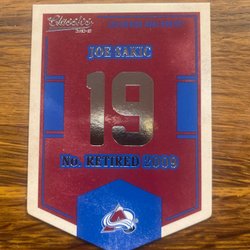 Classics
JOE SAKIC
19
No. RETIRED 2009